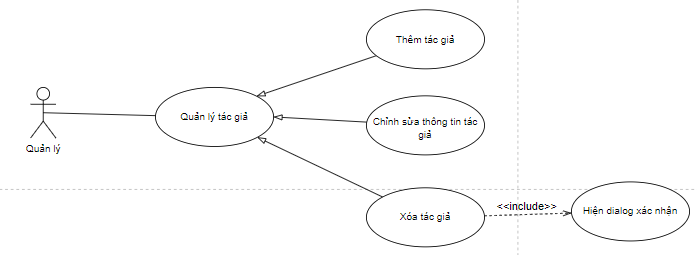 Thêm tác giả
Quản lý tác giả
Chỉnh sửa thông tin tác
giả
Quản lý
<<include>>
Xóa tác giả
Hiện dialog xác nhận